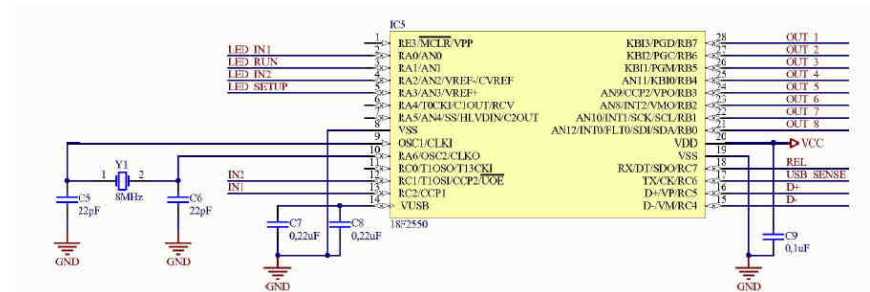 IC5
1 RE3/MCLR/VPP KBI3/PGD/RB7 28 OUT 1
LED IN1 2 RA0/AN0 KBI2/PGC/RB6 27 OUT 2
LED RUN 3 RA1/AN1 KBI1/PGM/RB5 26 OUT 3
LED IN2 4 RA2/AN2/VREF-/CVREF AN11/KBI0/RB4 25 OUT 4
LED SETUP 5 RA3/AN3/VREF+ AN9/CCP2/VPO/RB3 24 OUT 5
6 RA4/T0CKI/C1OUT/RCV AN8/INT2/VMO/RB2 23 OUT 6
7 RA5/AN4/SS/HLVDIN/C2OUT AN10/INT1/SCK/SCL/RB1 22 OUT 7
8 VSS AN12/INT0/FLT0/SDI/SDA/RB0 21 OUT 8
9 OSC1/CLKI VDD 20 VCC
10 RA6/OSC2/CLKO VSS 19
11 RC0/T1OSO/T13CKI RX/DT/SDO/RC7 18 REL
IN2 12 RC1/T1OSI/CCP2/UOE TX/CK/RC6 17 USB SENSE
IN1 13 RC2/CCP1 D+/VP/RC5 16 D+
14 VUSB D-/VM/RC4 15 D-
18F2550
Y1
1 2
8MHz
C5
22pF
C6
22pF
C7
0,22uF
C8
0,22uF
C9
0,1uF
GND
GND
GND
GND